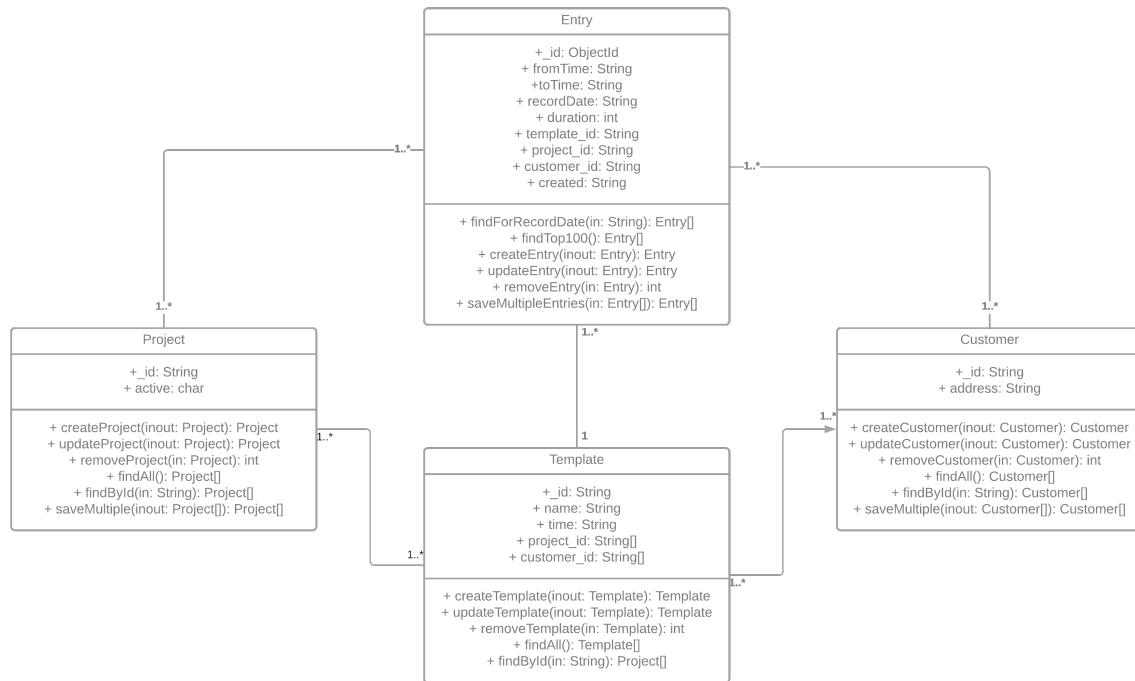 Entry
+_id: ObjectId
+ fromTime: String
+toTime: String
+ recordDate: String
+ duration: int
+ template_id: String
+ project_id: String
+ customer_id: String
+ created: String
+ findForRecordDate(in: String): Entry[]
+ findTop100(): Entry[]
+ createEntry(inout: Entry): Entry
+ updateEntry(inout: Entry): Entry
+ removeEntry(in: Entry): int
+ saveMultipleEntries(in: Entry[]): Entry[]
1..*
1..*
1..*
1..*
1..*
1
Project
+_id: String
+ active: char
+ createProject(inout: Project): Project
+ updateProject(inout: Project): Project
+ removeProject(in: Project): int
+ findAll(): Project[]
+ findById(in: String): Project[]
+ saveMultiple(inout: Project[]): Project[]
1..*
1..*
Customer
+_id: String
+ address: String
+ createCustomer(inout: Customer): Customer
+ updateCustomer(inout: Customer): Customer
+ removeCustomer(in: Customer): int
+ findAll(): Customer[]
+ findById(in: String): Customer[]
+ saveMultiple(inout: Customer[]): Customer[]
1..*
1..*
Template
+_id: String
+ name: String
+ time: String
+ project_id: String[]
+ customer_id: String[]
+ createTemplate(inout: Template): Template
+ updateTemplate(inout: Template): Template
+ removeTemplate(in: Template): int
+ findAll(): Template[]
+ findById(in: String): Project[]